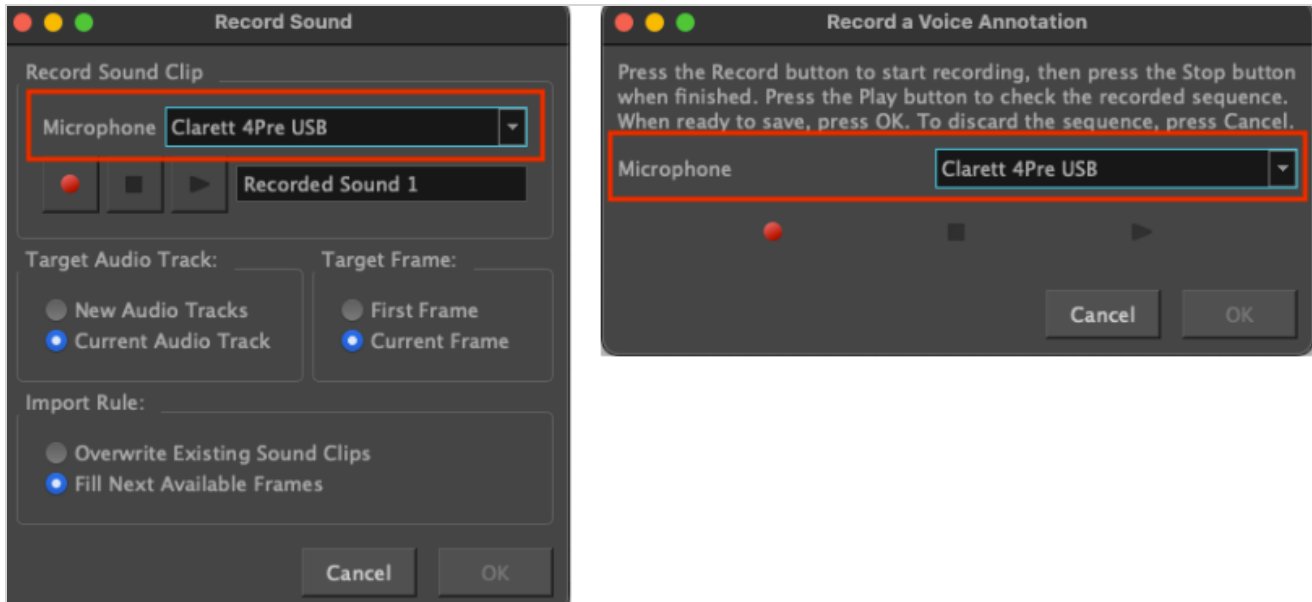 Record Sound
Record Sound Clip
Microphone Clarett 4Pre USB
Recorded Sound 1
Target Audio Track:
New Audio Tracks
Current Audio Track
Target Frame:
First Frame
Current Frame
Import Rule:
Overwrite Existing Sound Clips
Fill Next Available Frames
Cancel OK
Record a Voice Annotation
Press the Record button to start recording, then press the Stop button
when finished. Press the Play button to check the recorded sequence.
When ready to save, press OK. To discard the sequence, press Cancel.
Microphone Clarett 4Pre USB
Cancel OK